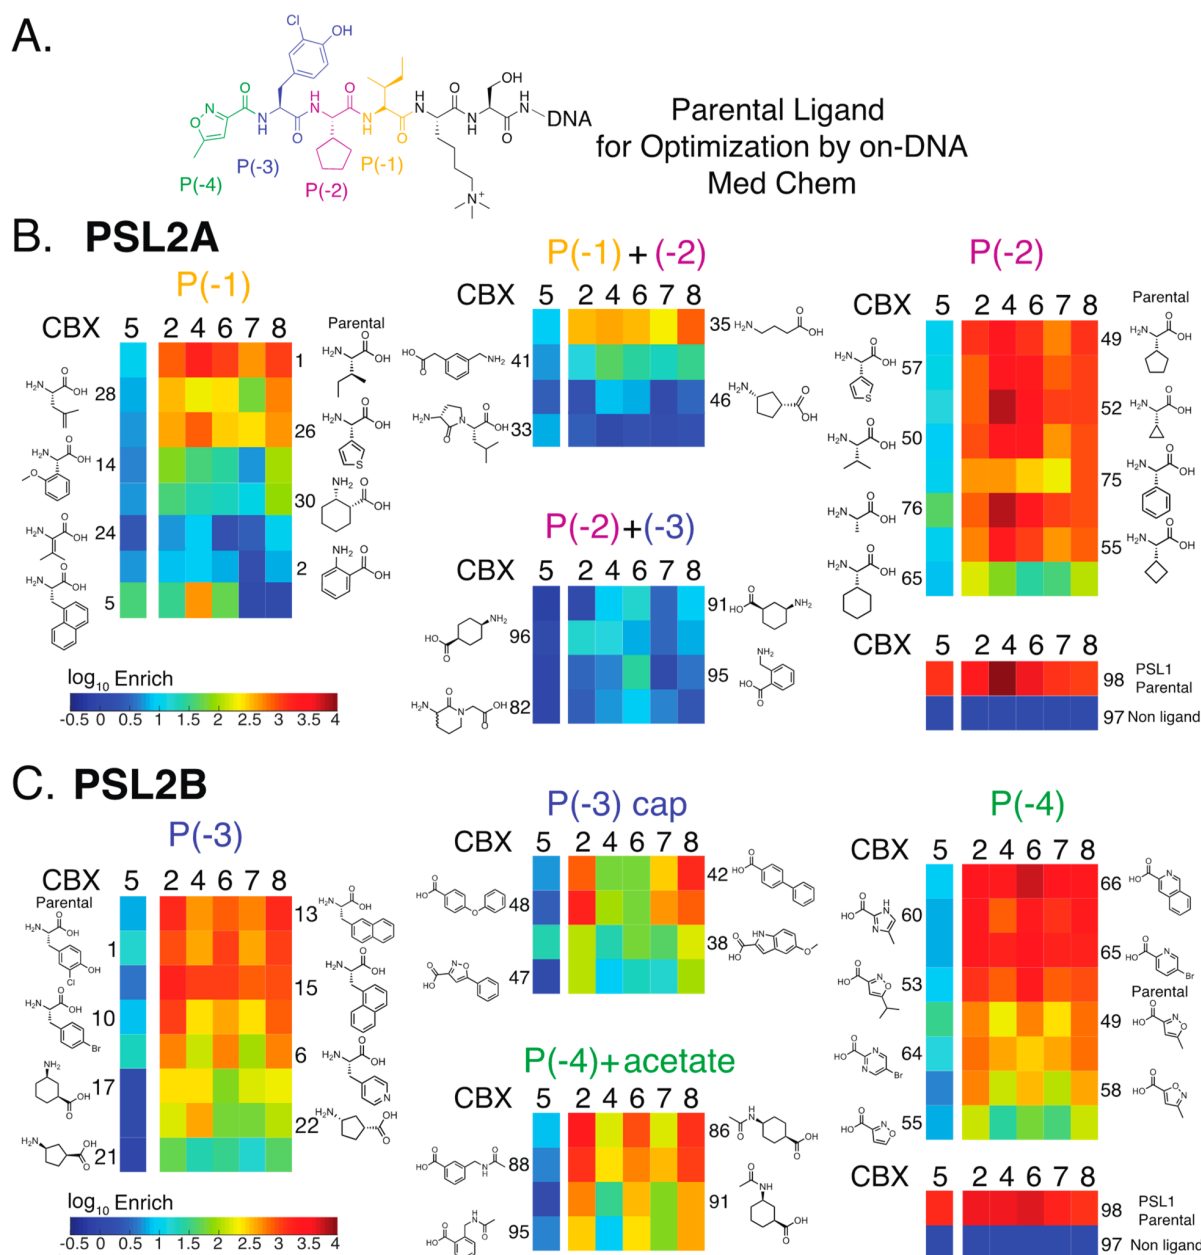 A.
Cl
OH
O
O
O
OH
N
O
N
H
H
N
O
N
H
O
H
N
O
N
H
O
H
N
DNA
N+
P(-4)
P(-3)
P(-2)
P(-1)
Parental Ligand
for Optimization by on-DNA
Med Chem
B. PSL2A
P(-1)
CBX 5 2 4 6 7 8
Parental
1
28
26
14
30
24
2
5
log10 Enrich
-0.5 0 0.5 1 1.5 2 2.5 3 3.5 4
P(-1) + (-2)
CBX 5 2 4 6 7 8
35
41
46
33
P(-2)+(-3)
CBX 5 2 4 6 7 8
91
96
95
82
P(-2)
CBX 5 2 4 6 7 8
Parental
49
57
52
50
75
76
55
65
5 2 4 6 7 8
98 PSL1
Parental
97 Non ligand
C. PSL2B
P(-3)
CBX 5 2 4 6 7 8
Parental
13
1
15
10
6
17
22
21
log10 Enrich
-0.5 0 0.5 1 1.5 2 2.5 3 3.5 4
P(-3) cap
CBX 5 2 4 6 7 8
42
48
38
47
P(-4)+acetate
CBX 5 2 4 6 7 8
86
88
91
95
P(-4)
CBX 5 2 4 6 7 8
66
60
65
53
Parental
49
64
58
55
5 2 4 6 7 8
98 PSL1
Parental
97 Non ligand